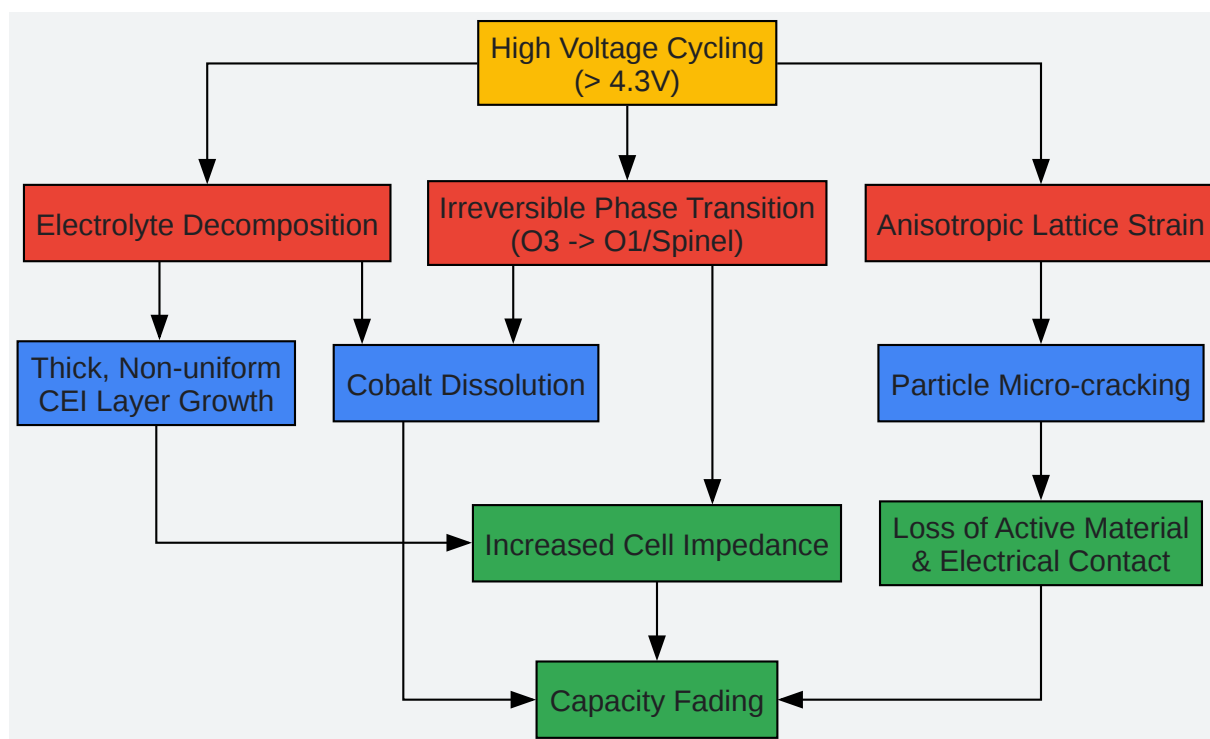 High Voltage Cycling
(> 4.3V)
Electrolyte Decomposition
Irreversible Phase Transition
(O3 -> O1/Spinel)
Anisotropic Lattice Strain
Thick, Non-uniform
CEI Layer Growth
Cobalt Dissolution
Particle Micro-cracking
Increased Cell Impedance
Loss of Active Material
& Electrical Contact
Capacity Fading